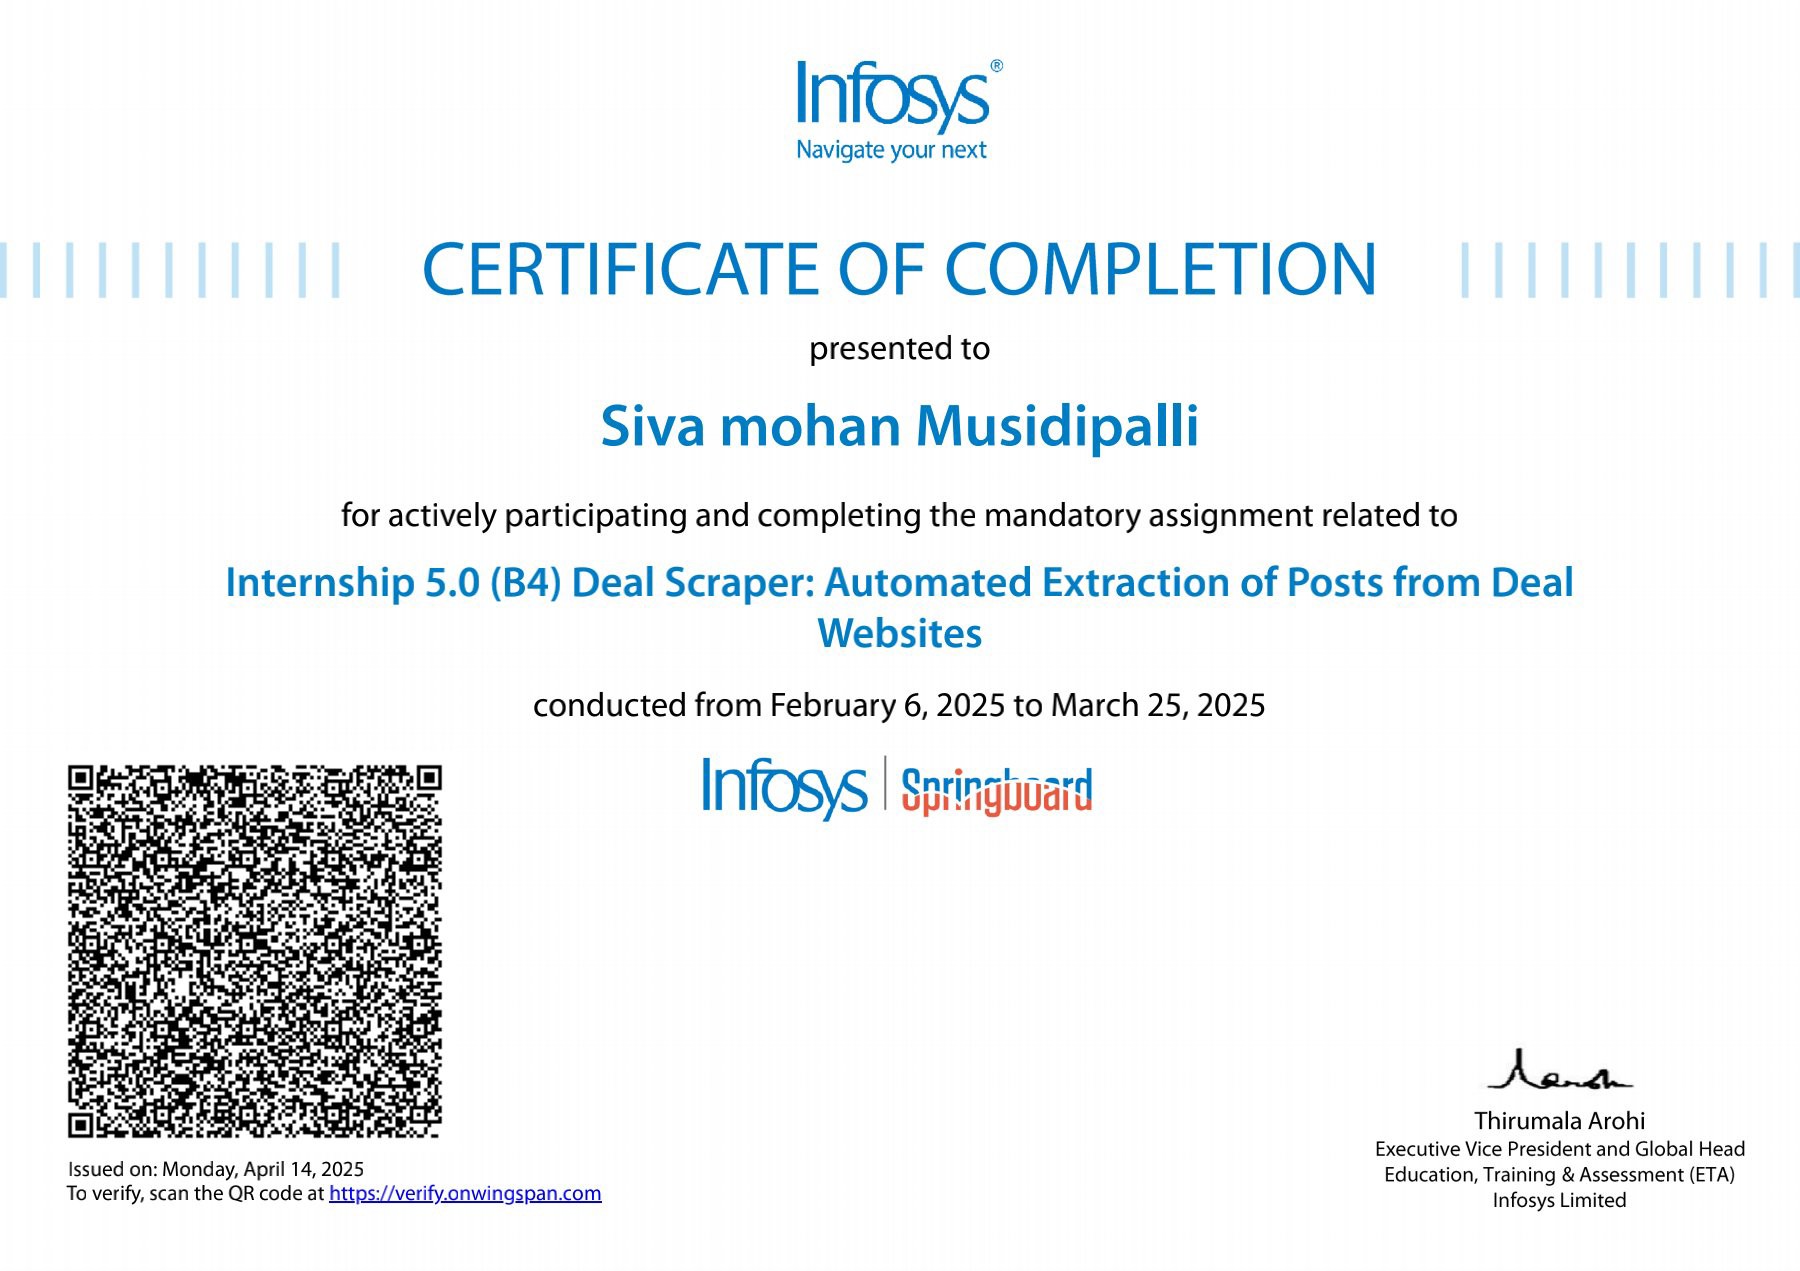 Infosys®
Navigate your next
CERTIFICATE OF COMPLETION
presented to
Siva mohan Musidipalli
for actively participating and completing the mandatory assignment related to
Internship 5.0 (B4) Deal Scraper: Automated Extraction of Posts from Deal
Websites
conducted from February 6, 2025 to March 25, 2025
Infosys | Springboard
Issued on: Monday, April 14, 2025
To verify, scan the QR code at https://verify.onwingspan.com
Thirumala Arohi
Executive Vice President and Global Head
Education, Training & Assessment (ETA)
Infosys Limited